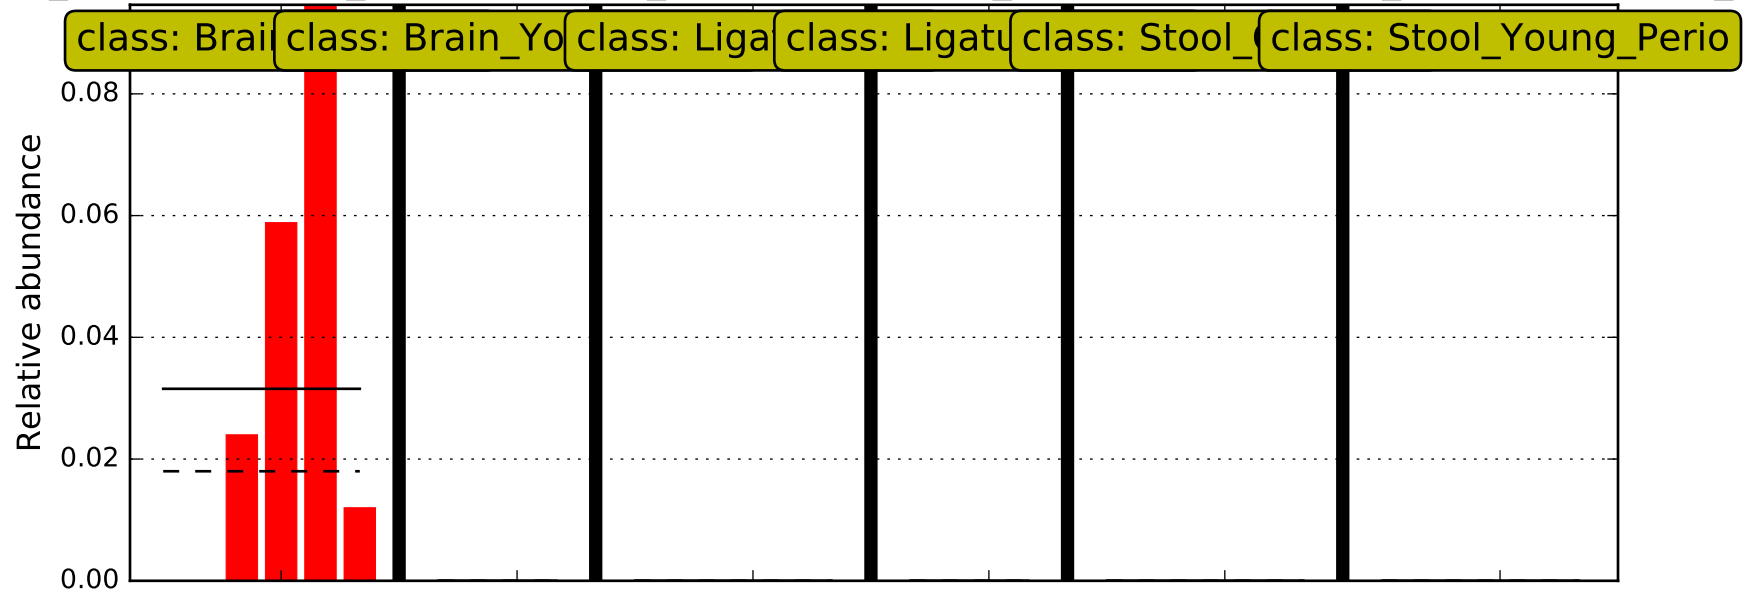 class: Brain
class: Brain_Yo
class: Liga
class: Ligatu
class: Stool_
class: Stool_Young_Perio
0.08
0.06
0.04
0.02
0.00
Relative abundance